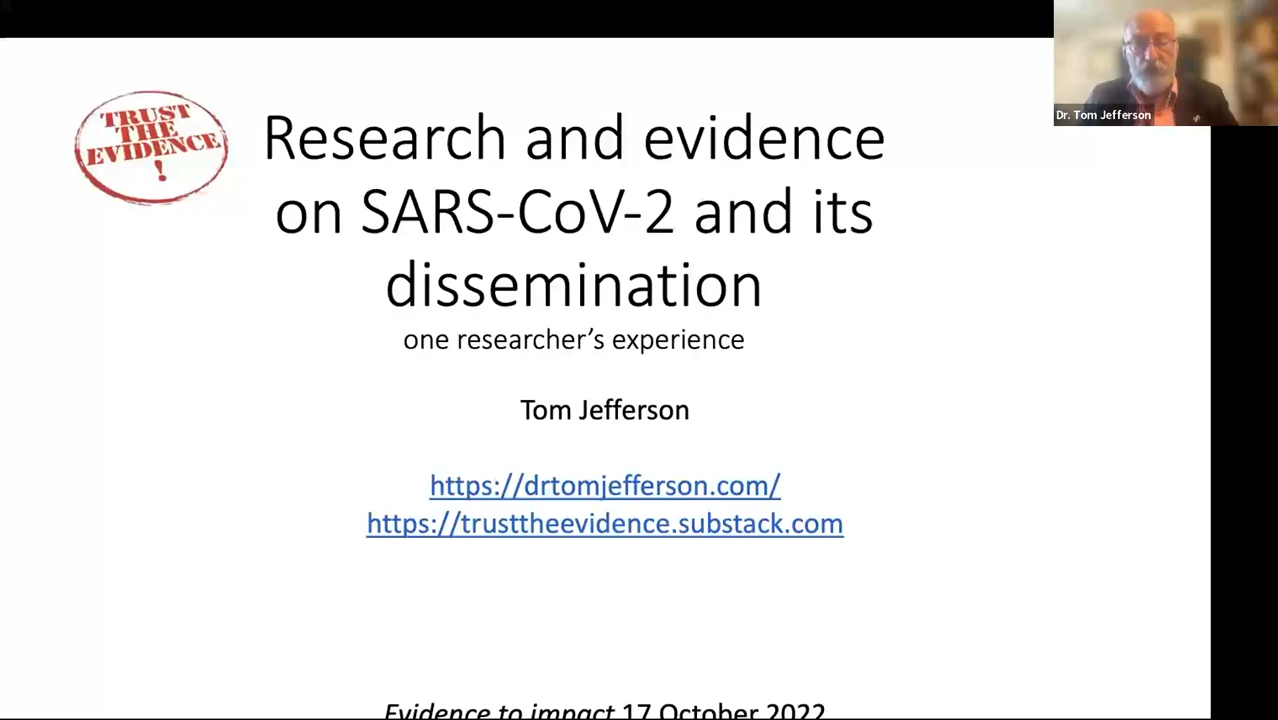 TRUST
THE
EVIDENCE
!
Research and evidence
on SARS-CoV-2 and its
dissemination
one researcher's experience
Tom Jefferson
https://drtomjefferson.com/
https://trusttheevidence.substack.com
Evidence to impact 17 October 2022
Dr. Tom Jefferson